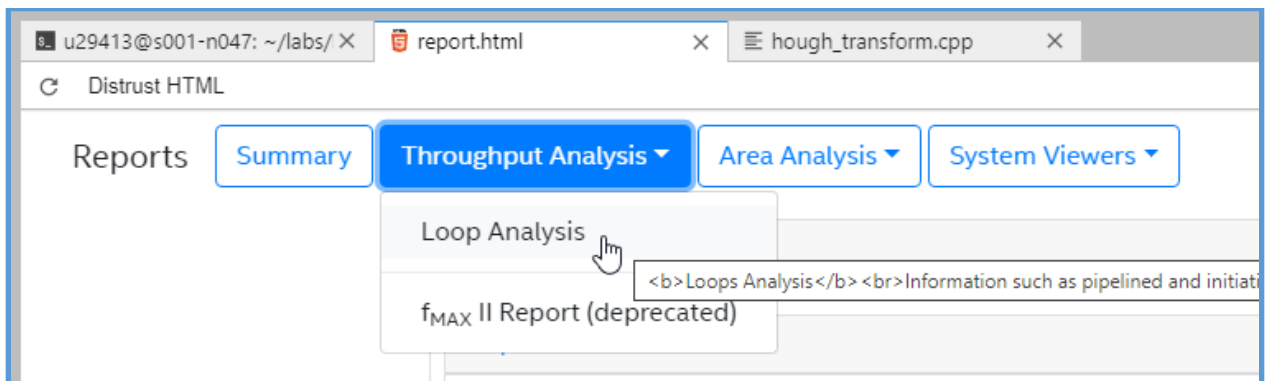 u29413@s001-n047: ~/labs/ report.html hough_transform.cpp
Distrust HTML
Reports Summary Throughput Analysis Area Analysis System Viewers
Loop Analysis
<b>Loops Analysis</b><br>Information such as pipelined and initiati
fMAX II Report (deprecated)